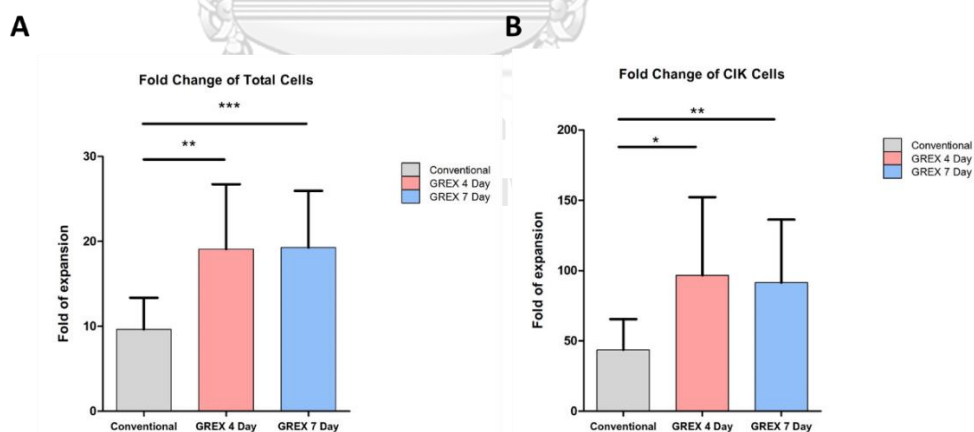 A
Fold Change of Total Cells
***
**
30
20
10
0
Fold of expansion
Conventional
GREX 4 Day
GREX 7 Day
Conventional GREX 4 Day GREX 7 Day
B
Fold Change of CIK Cells
**
*
200
150
100
50
0
Fold of expansion
Conventional
GREX 4 Day
GREX 7 Day
Conventional GREX 4 Day GREX 7 Day